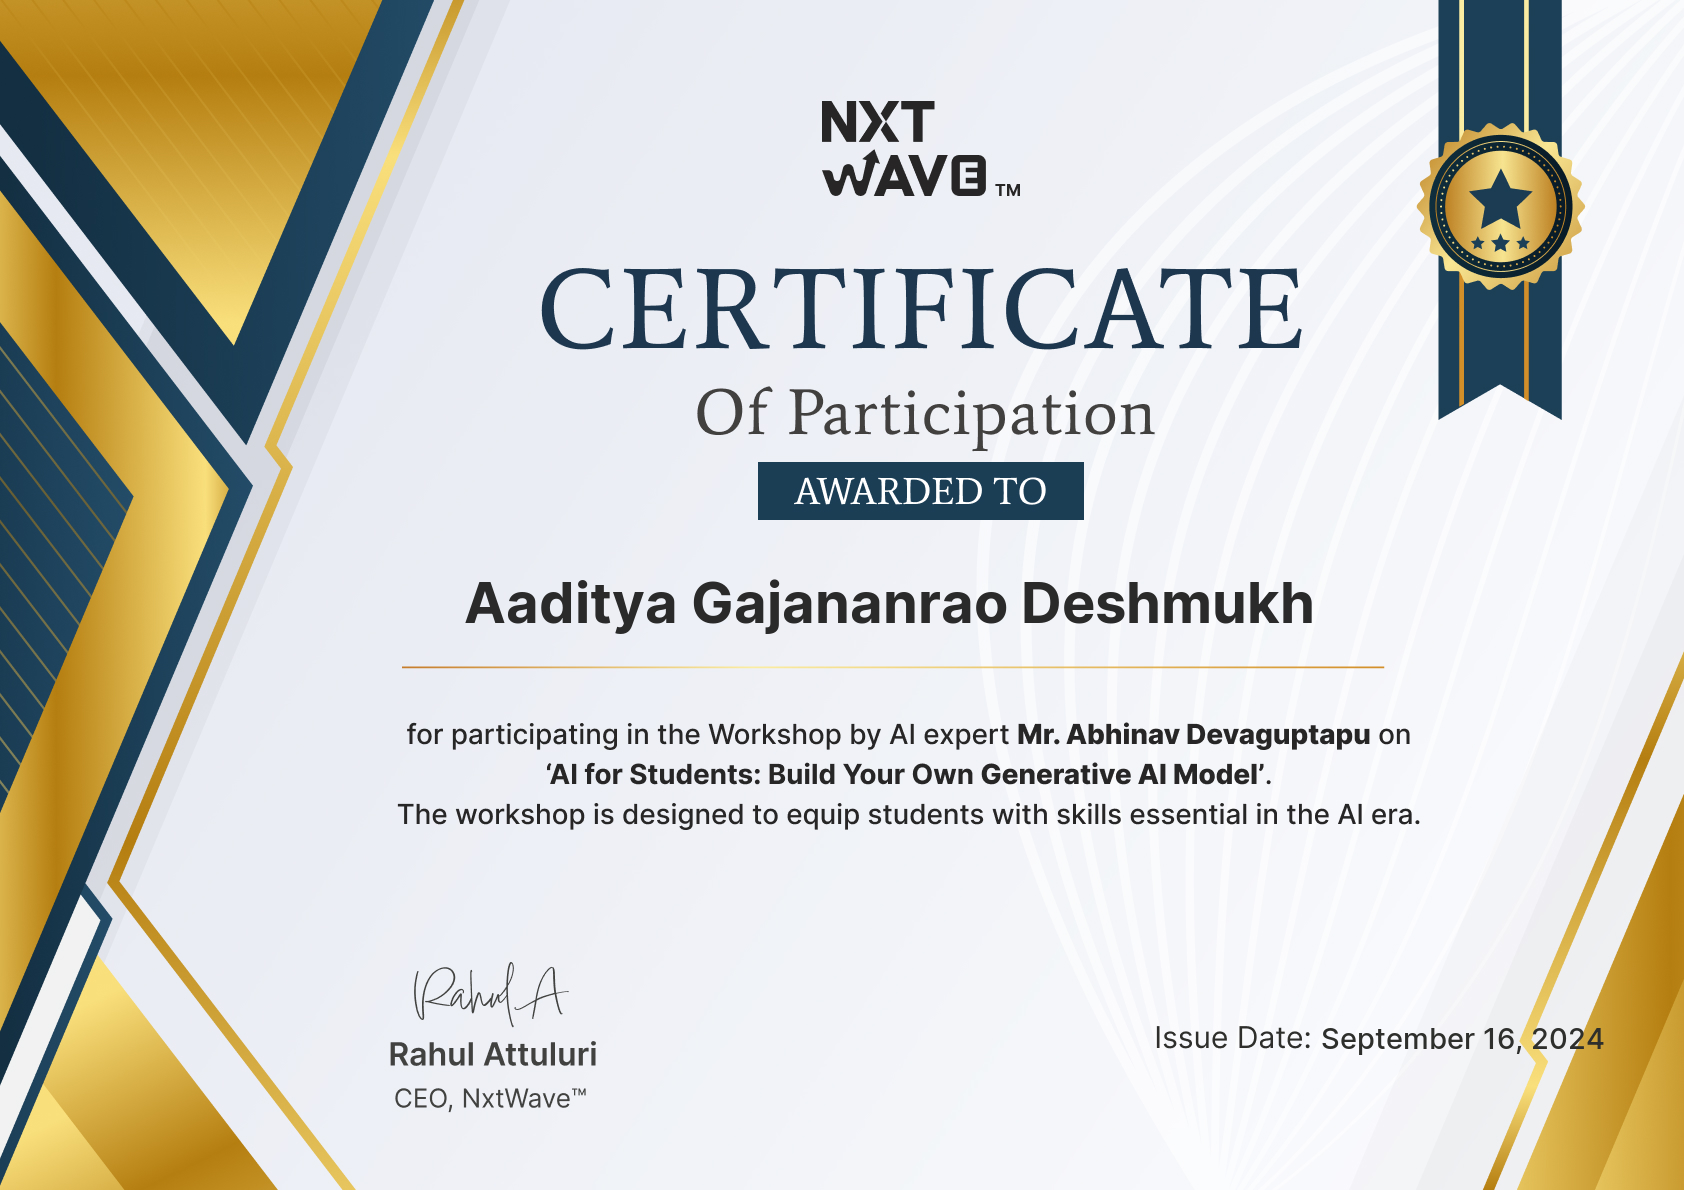 NXT
WAVE ™
CERTIFICATE
Of Participation
AWARDED TO
Aaditya Gajananrao Deshmukh
for participating in the Workshop by AI expert Mr. Abhinav Devaguptapu on
‘AI for Students: Build Your Own Generative AI Model’.
The workshop is designed to equip students with skills essential in the AI era.
Rahul A
Rahul Attuluri
CEO, NxtWave™
Issue Date: September 16, 2024